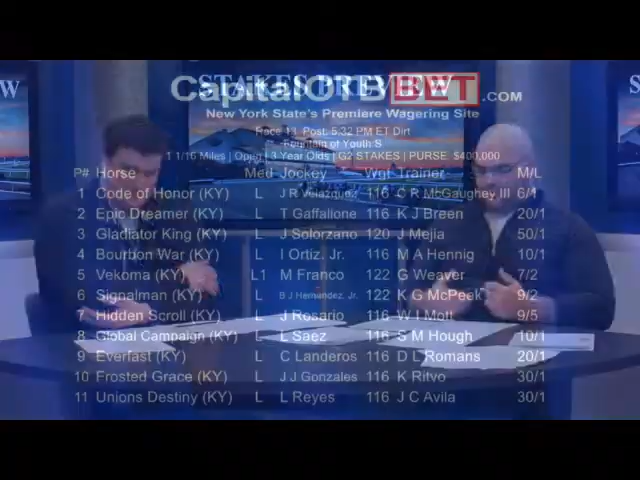 STAKES PREVIEW
CapitalOTBBET.COM
New York State's Premiere Wagering Site
Race 13 Post: 5:32 PM ET Dirt
Fountain of Youth S
1 1/16 Miles | Open | 3 Year Olds | G2 STAKES | PURSE $400,000
P# Horse Med Jockey Wgt Trainer M/L
1 Code of Honor (KY) L J R Velazquez 116 C R McGaughey III 6/1
2 Epic Dreamer (KY) L T Gaffalione 116 K J Breen 20/1
3 Gladiator King (KY) L J Solorzano 120 J Mejia 50/1
4 Bourbon War (KY) L I Ortiz, Jr. 116 M A Hennig 10/1
5 Vekoma (KY) L1 M Franco 122 G Weaver 7/2
6 Signalman (KY) L B J Hernandez, Jr. 122 K G McPeek 9/2
7 Hidden Scroll (KY) L J Rosario 116 W I Mott 9/5
8 Global Campaign (KY) L L Saez 116 S M Hough 10/1
9 Everfast (KY) L C Landeros 116 D L Romans 20/1
10 Frosted Grace (KY) L J J Gonzales 116 K Ritvo 30/1
11 Unions Destiny (KY) L L Reyes 116 J C Avila 30/1